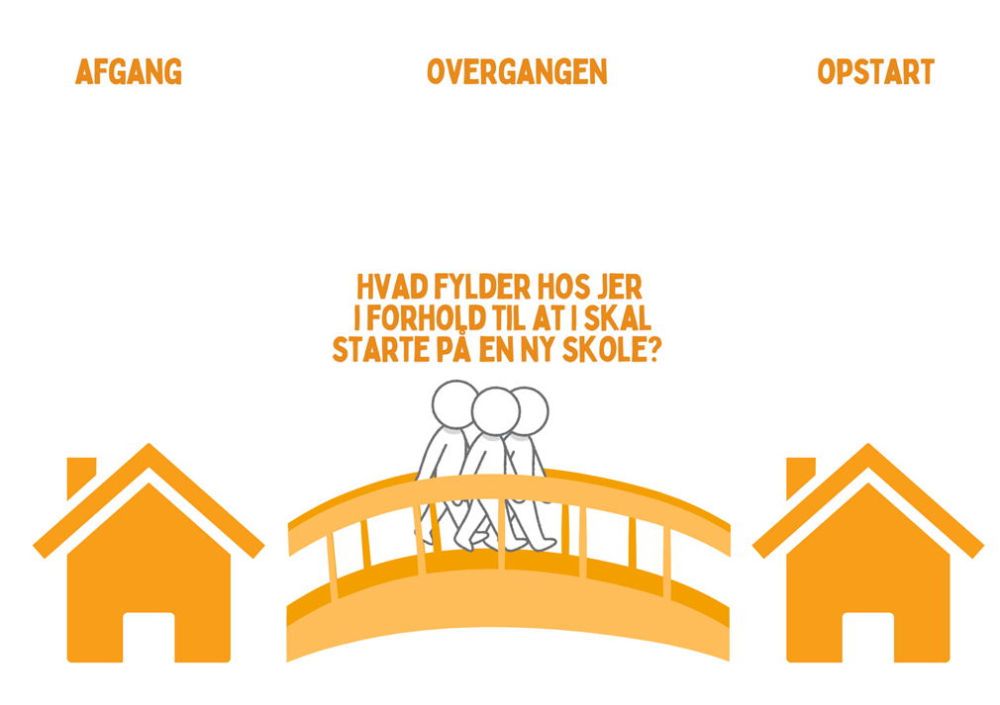 AFGANG
OVERGANGEN
OPSTART
HVAD FYLDER HOS JER
I FORHOLD TIL AT I SKAL
STARTE PÅ EN NY SKOLE?